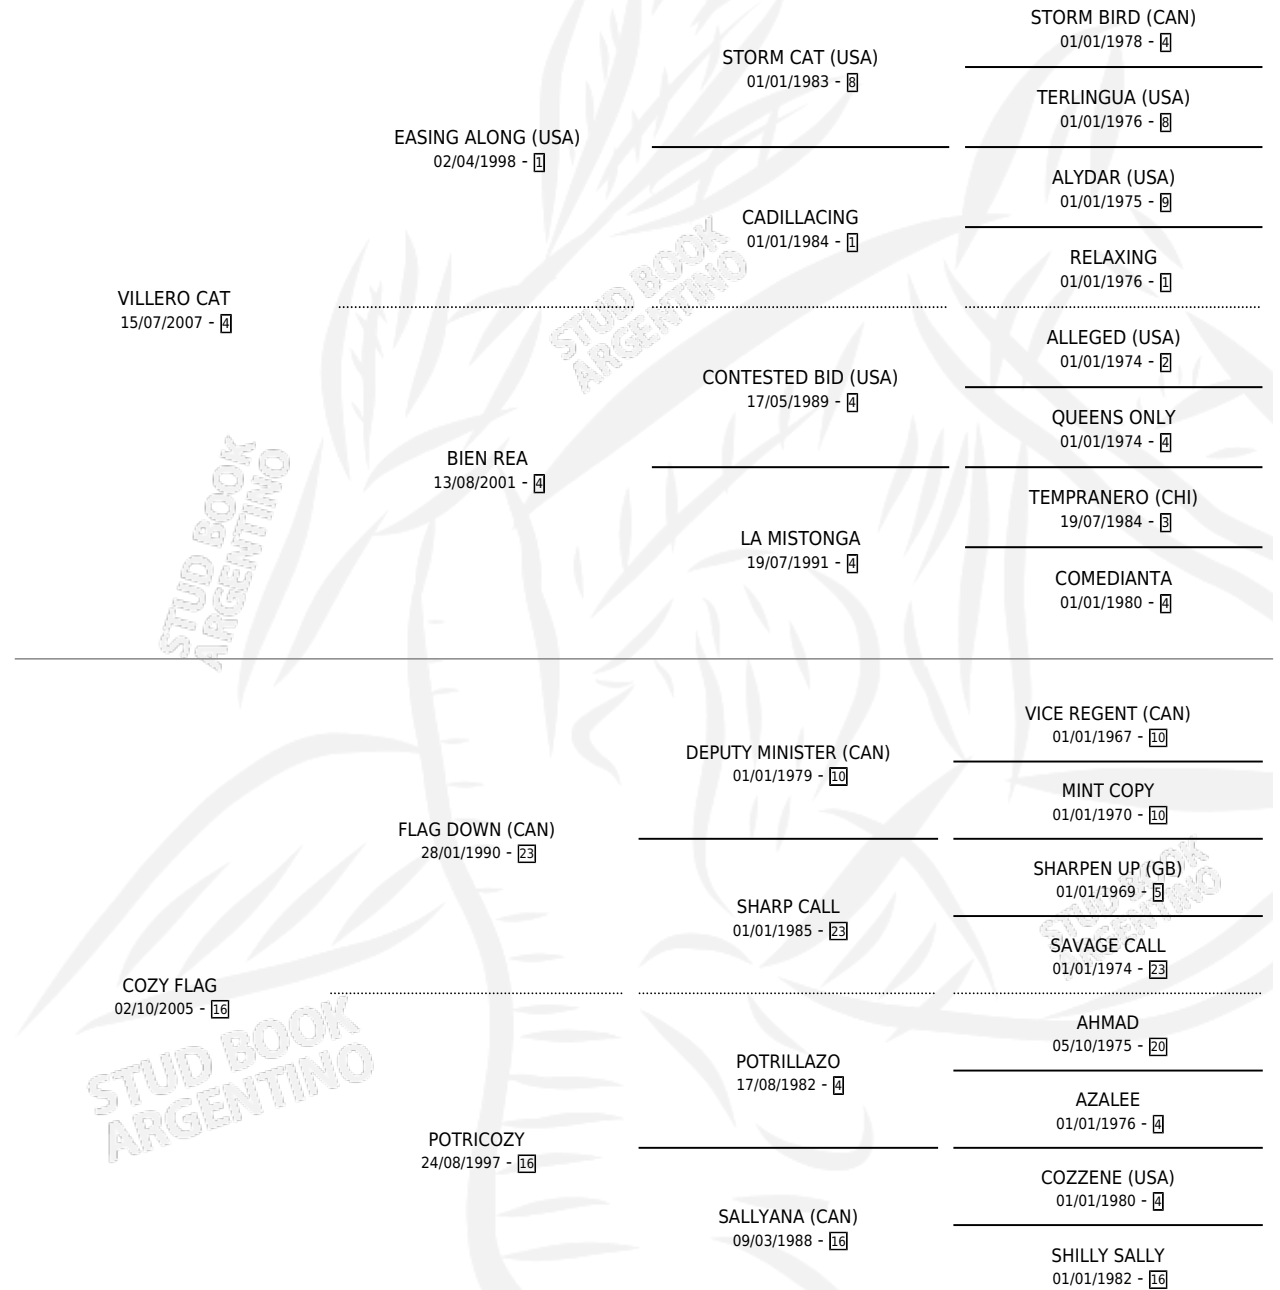 STORM BIRD (CAN)
01/01/1978 - 4
STORM CAT (USA)
01/01/1983 - 8
TERLINGUA (USA)
01/01/1976 - 8
EASING ALONG (USA)
02/04/1998 - 1
ALYDAR (USA)
01/01/1975 - 9
CADILLACING
01/01/1984 - 1
RELAXING
01/01/1976 - 1
VILLERO CAT
15/07/2007 - 4
ALLEGED (USA)
01/01/1974 - 2
CONTESTED BID (USA)
17/05/1989 - 4
QUEENS ONLY
01/01/1974 - 4
BIEN REA
13/08/2001 - 4
TEMPRANERO (CHI)
19/07/1984 - 3
LA MISTONGA
19/07/1991 - 4
COMEDIANTA
01/01/1980 - 4
STUD BOOK
ARGENTINO
STUD BOOK
ARGENTINO
VICE REGENT (CAN)
01/01/1967 - 10
DEPUTY MINISTER (CAN)
01/01/1979 - 10
MINT COPY
01/01/1970 - 10
FLAG DOWN (CAN)
28/01/1990 - 23
SHARPEN UP (GB)
01/01/1969 - 5
SHARP CALL
01/01/1985 - 23
SAVAGE CALL
01/01/1974 - 23
STUD BOOK
ARGENTINO
COZY FLAG
02/10/2005 - 16
AHMAD
05/10/1975 - 20
POTRILLAZO
17/08/1982 - 4
AZALEE
01/01/1976 - 4
STUD BOOK
ARGENTINO
POTRICOZY
24/08/1997 - 16
COZZENE (USA)
01/01/1980 - 4
SALLYANA (CAN)
09/03/1988 - 16
SHILLY SALLY
01/01/1982 - 16